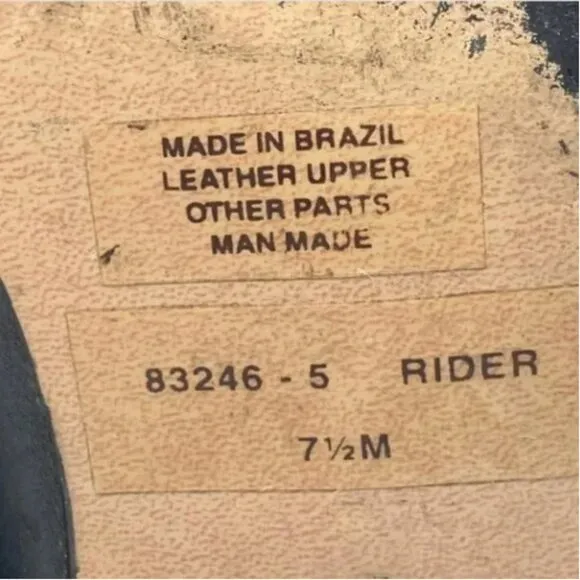 MADE IN BRAZIL
LEATHER UPPER
OTHER PARTS
MAN MADE
83246 - 5 RIDER
7½M